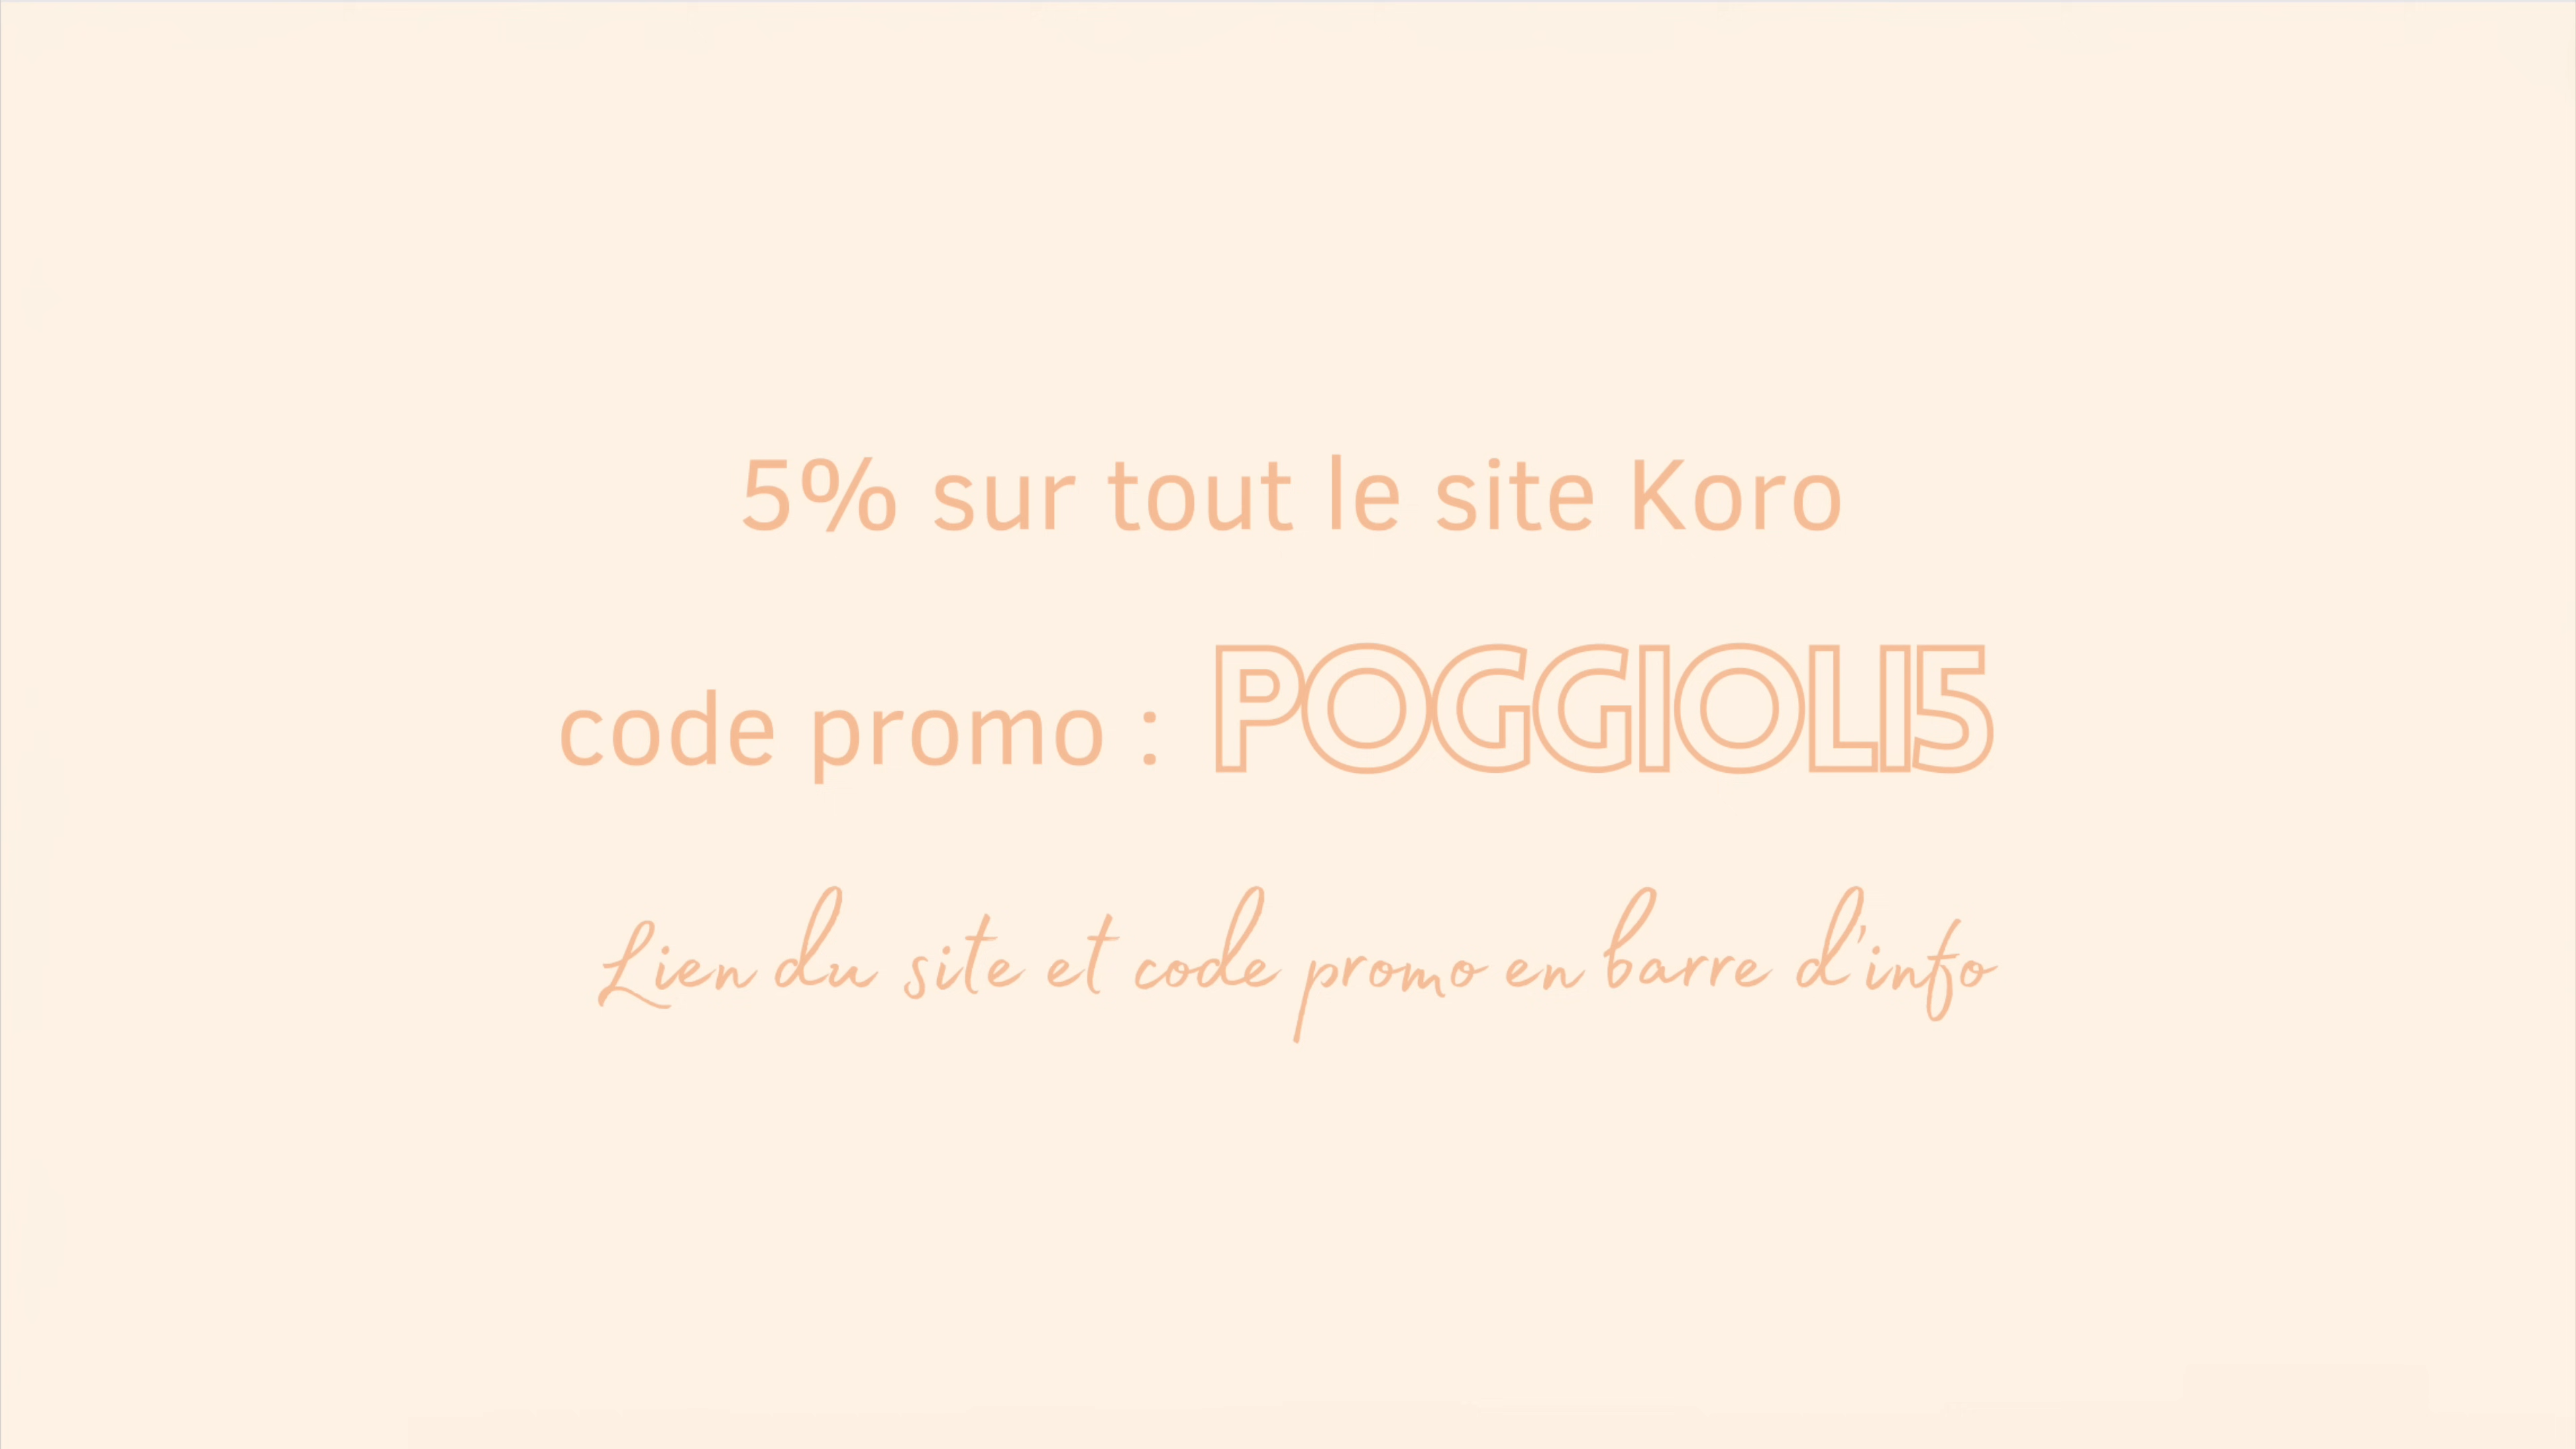 5% sur tout le site Koro
code promo : POGGIOLI5
Lien du site et code promo en barre d'info